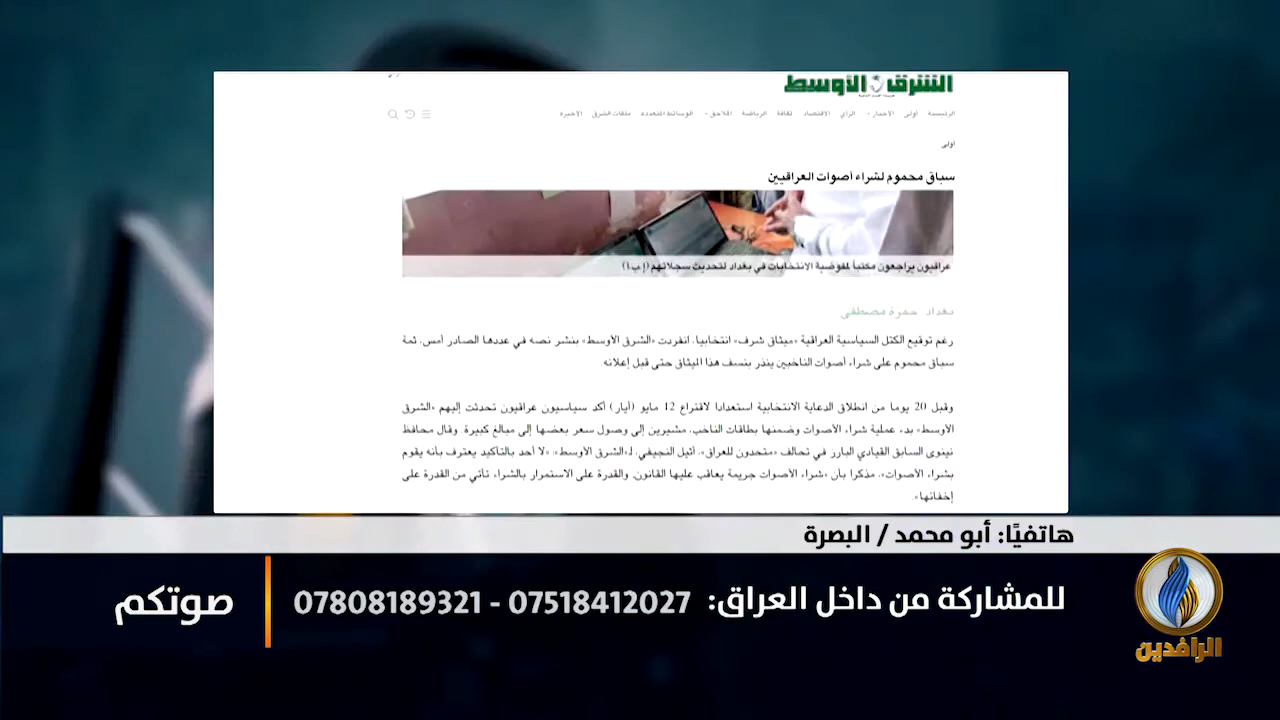 الشرق الأوسط
الرئيسية أولى الأخبار الرأي الاقتصاد ثقافة الرياضة الملاحق الوسائط المتعدده ملفات الشرق الأخيرة
أولى
سباق محموم لشراء أصوات العراقيين
عراقيون يراجعون مكتباً لمفوضية الانتخابات في بغداد لتحديث سجلاتهم (إ ب أ)
بغداد حمزة مصطفى
رغم توقيع الكتل السياسية العراقية «ميثاق شرف» انتخابيا، انفردت «الشرق الأوسط» بنشر نصه في عددها الصادر أمس، ثمة
سباق محموم على شراء أصوات الناخبين ينذر بنسف هذا الميثاق حتى قبل إعلانه.
وقبل 20 يوما من انطلاق الدعاية الانتخابية استعدادا لاقتراع 12 مايو (أيار) أكد سياسيون عراقيون تحدثت إليهم «الشرق
الأوسط» بدء عملية شراء الأصوات وضمنها بطاقات الناخب، مشيرين إلى وصول سعر بعضها إلى مبالغ كبيرة. وقال محافظ
نينوى السابق القيادي البارز في تحالف «متحدون للعراق»، أثيل النجيفي، لـ«الشرق الأوسط»: «لا أحد بالتأكيد يعترف بأنه يقوم
بشراء الأصوات»، مذكرا بأن «شراء الأصوات جريمة يعاقب عليها القانون، والقدرة على الاستمرار بالشراء تأتي من القدرة على
إخفائها».
هاتفيًا: أبو محمد / البصرة
للمشاركة من داخل العراق: 07518412027 - 07808189321
صوتكم
الرافدين